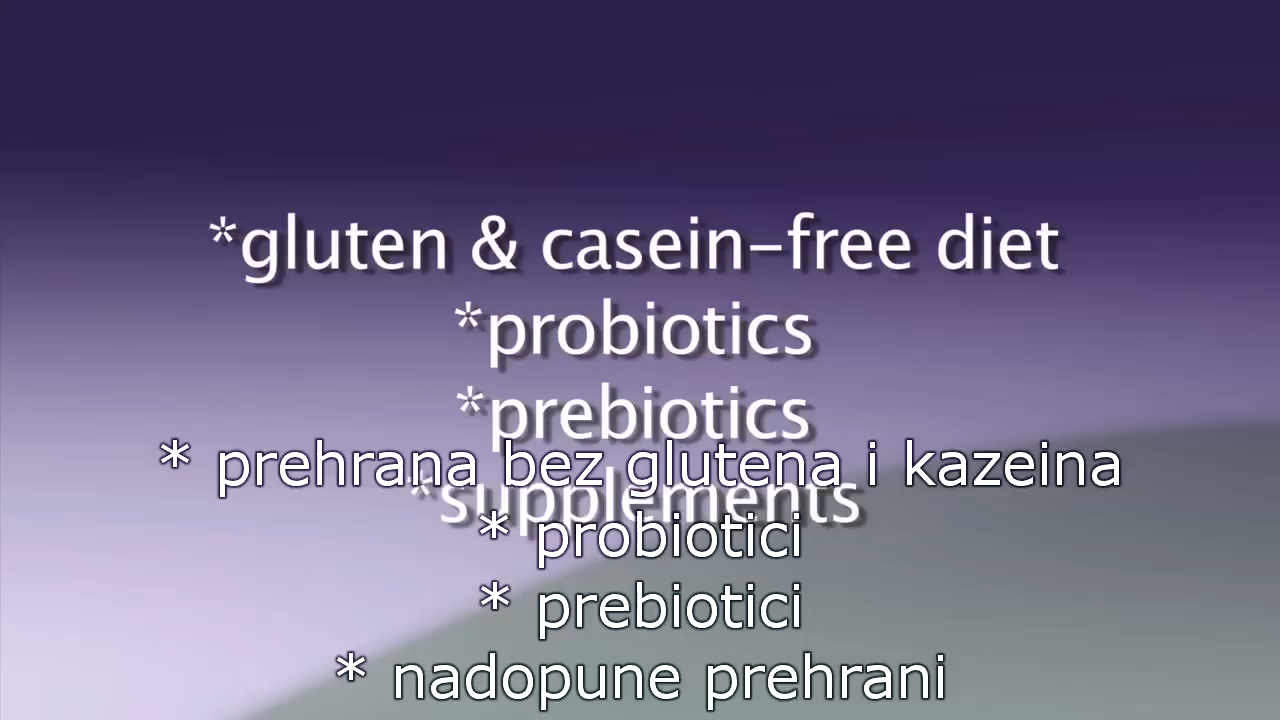 *gluten & casein-free diet
*probiotics
*prebiotics
*supplements
* prehrana bez glutena i kazeina
* probiotici
* prebiotici
* nadopune prehrani